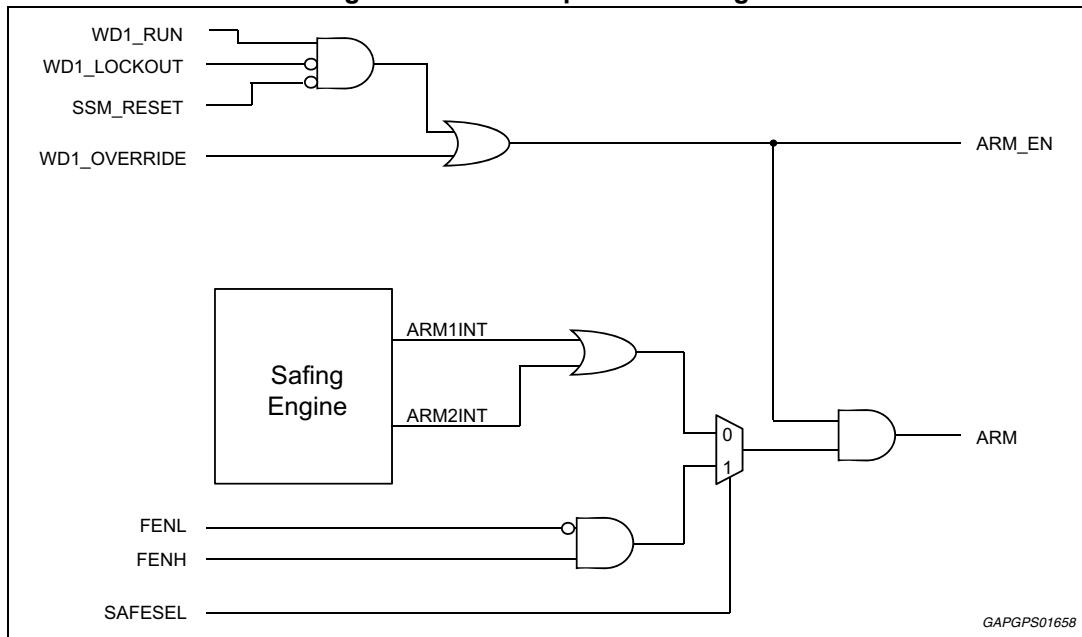 WD1_RUN
WD1_LOCKOUT
SSM_RESET
WD1_OVERRIDE
ARM_EN
ARM1INT
Safing
Engine
ARM2INT
0
1
ARM
FENL
FENH
SAFESEL
GAPGPS01658